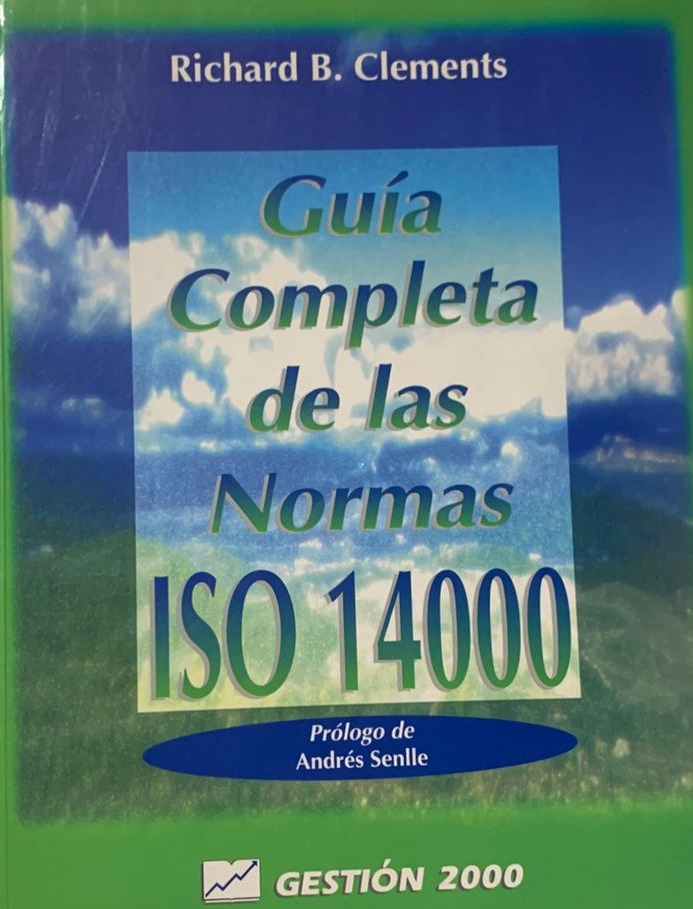 Richard B. Clements
Guía
Completa
de las
Normas
ISO 14000
Prólogo de
Andrés Senlle
GESTIÓN 2000